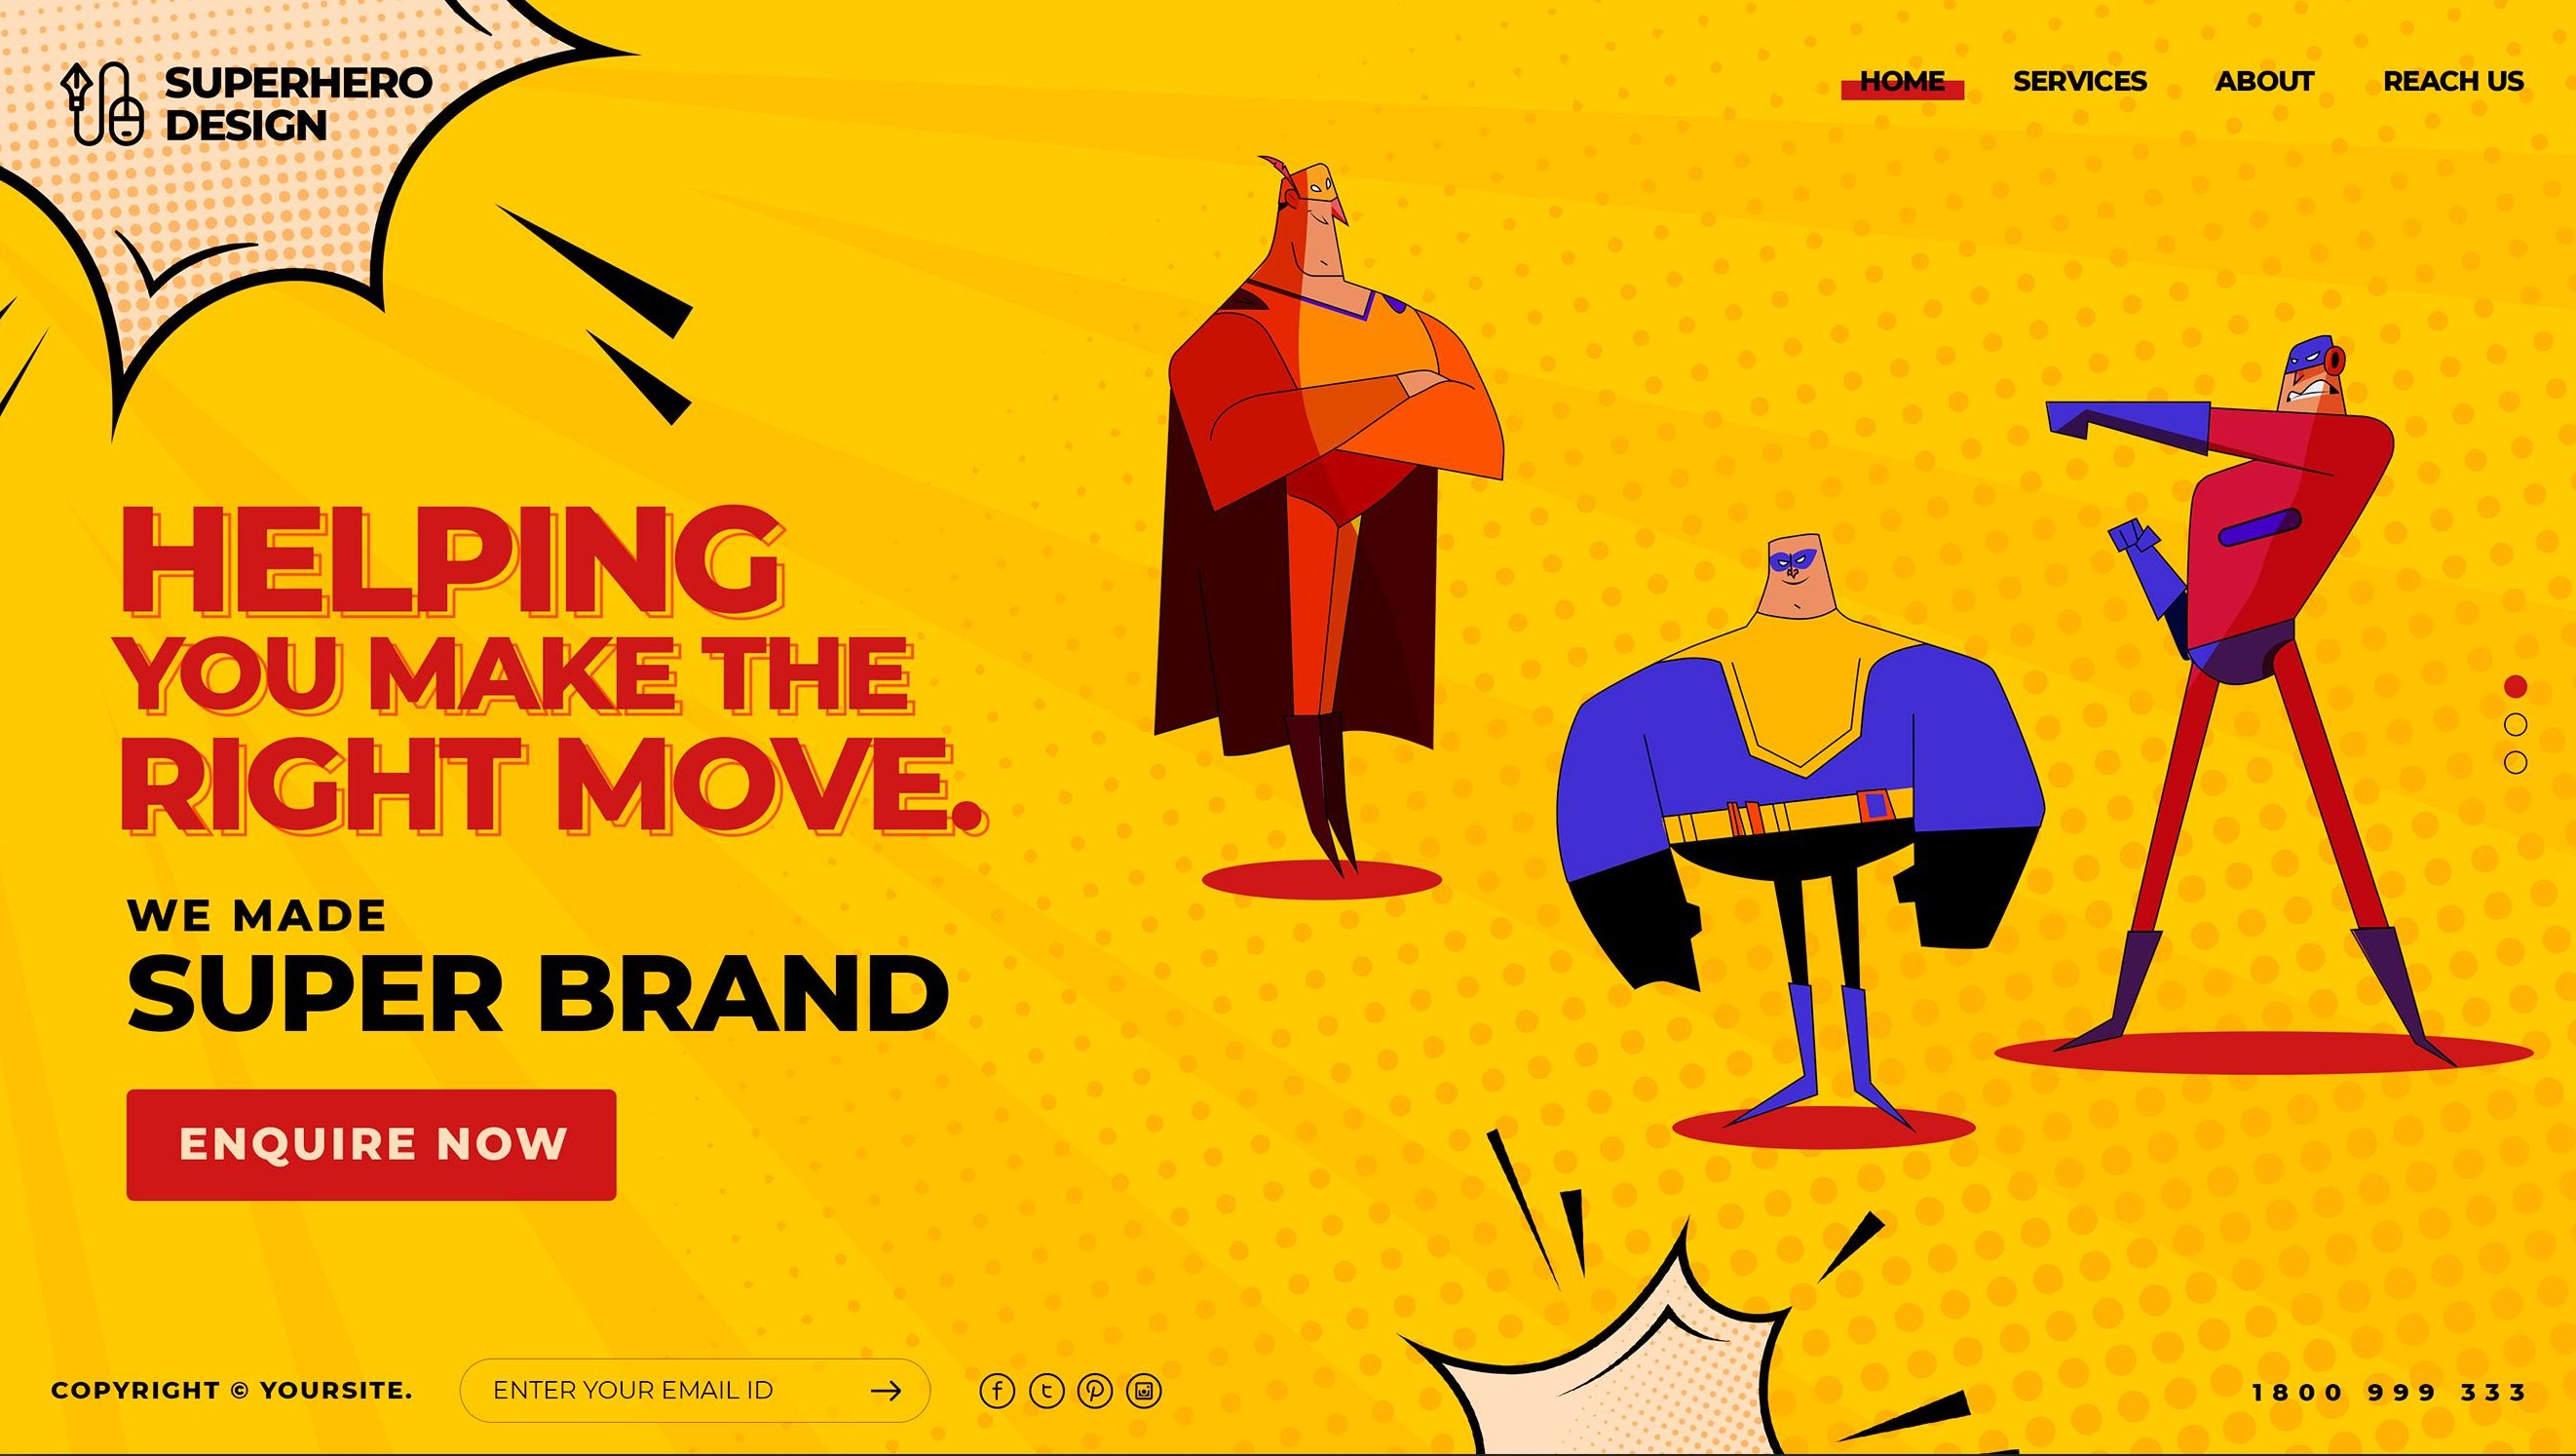 SUPERHERO
DESIGN
HOME SERVICES ABOUT REACH US
HELPING
YOU MAKE THE
RIGHT MOVE.
WE MADE
SUPER BRAND
ENQUIRE NOW
COPYRIGHT © YOURSITE. ENTER YOUR EMAIL ID 1800 999 333